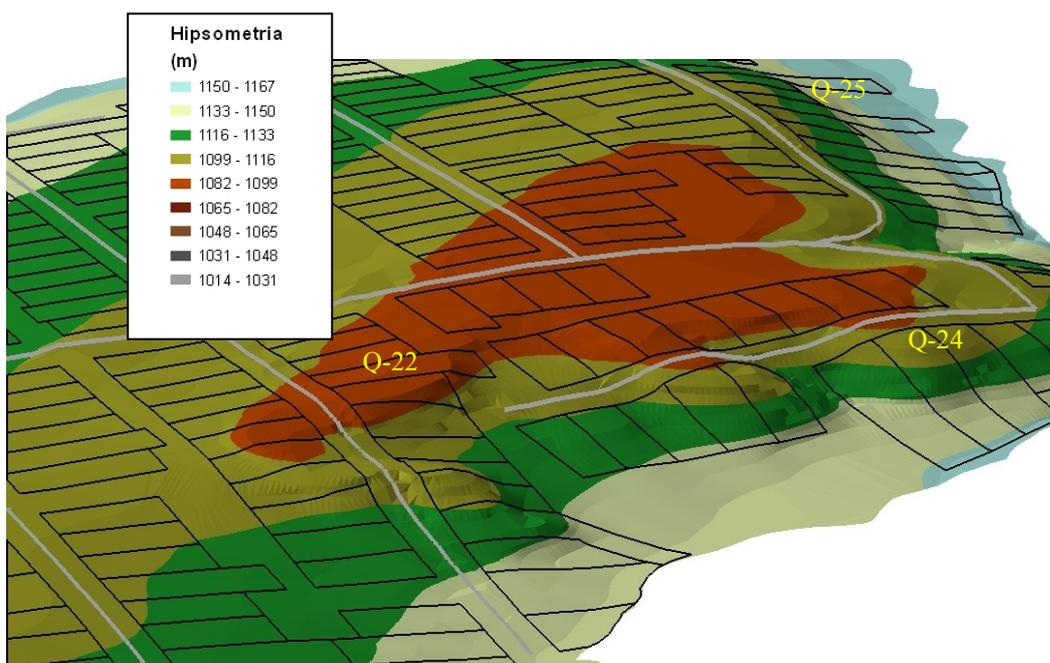 Hipsometria
(m)
1150 - 1167
1133 - 1150
1116 - 1133
1099 - 1116
1082 - 1099
1065 - 1082
1048 - 1065
1031 - 1048
1014 - 1031
Q-25
Q-24
Q-22